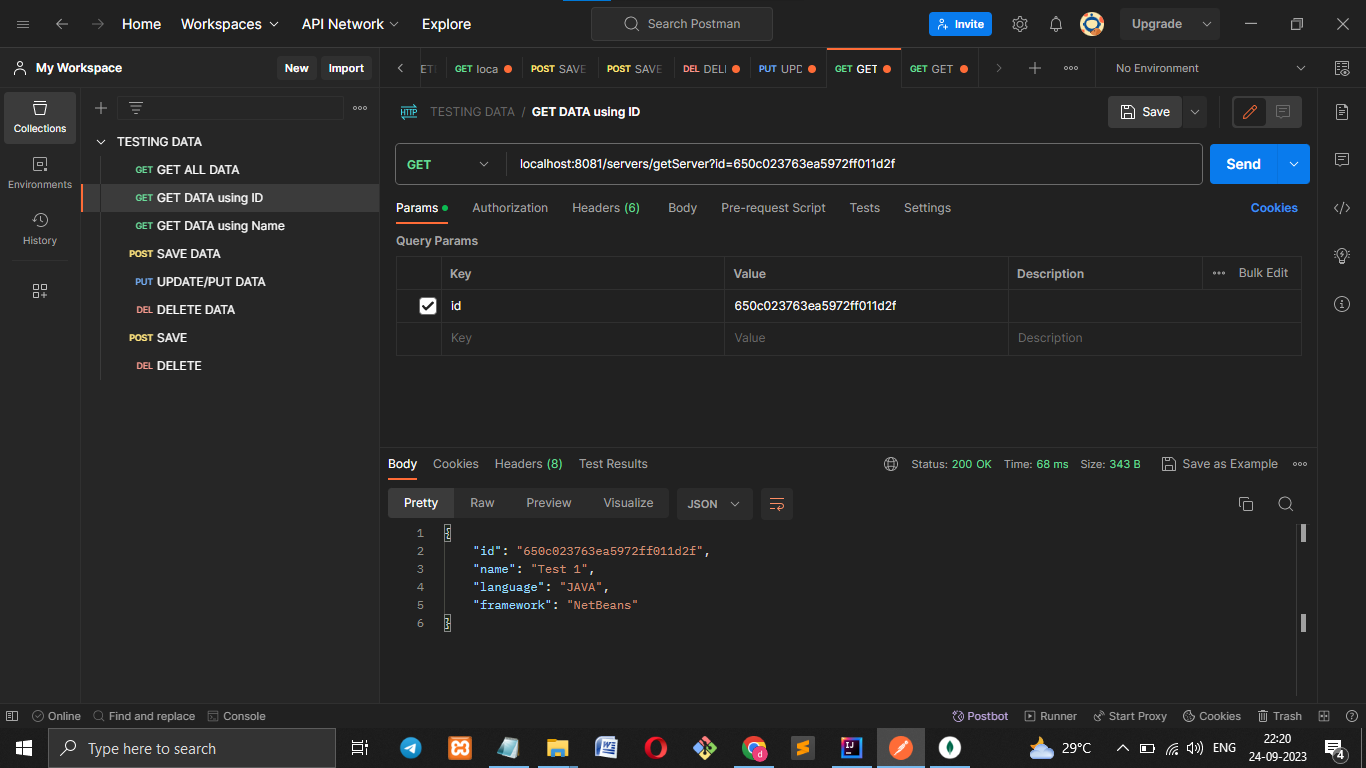 Home Workspaces API Network Explore Search Postman Invite Upgrade
My Workspace New Import
GET loca POST SAVE POST SAVE DEL DELI PUT UPD GET GET GET GET No Environment
Collections
Environments
History
TESTING DATA
GET GET ALL DATA
GET GET DATA using ID
GET GET DATA using Name
POST SAVE DATA
PUT UPDATE/PUT DATA
DEL DELETE DATA
POST SAVE
DEL DELETE
HTTP TESTING DATA / GET DATA using ID Save
GET localhost:8081/servers/getServer?id=650c023763ea5972ff011d2f Send
Params Authorization Headers (6) Body Pre-request Script Tests Settings Cookies
Query Params
Key Value Description Bulk Edit
id 650c023763ea5972ff011d2f
Key Value Description
Body Cookies Headers (8) Test Results Status: 200 OK Time: 68 ms Size: 343 B Save as Example
Pretty Raw Preview Visualize JSON
1 {
2 "id": "650c023763ea5972ff011d2f",
3 "name": "Test 1",
4 "language": "JAVA",
5 "framework": "NetBeans"
6 }
Online Find and replace Console Postbot Runner Start Proxy Cookies Trash
Type here to search 29°C ENG 22:20
24-09-2023 4